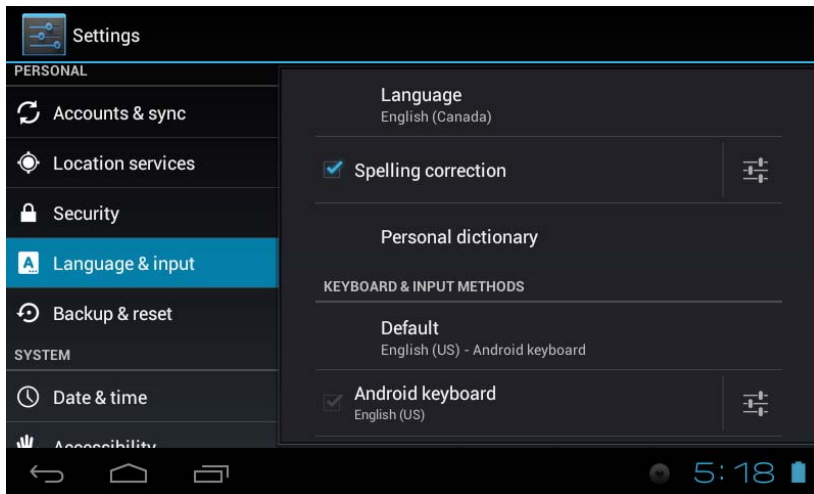 Settings
PERSONAL
Accounts & sync
Location services
Security
Language & input
Backup & reset
SYSTEM
Date & time
Accessibility
Language
English (Canada)
Spelling correction
Personal dictionary
KEYBOARD & INPUT METHODS
Default
English (US) - Android keyboard
Android keyboard
English (US)
5:18